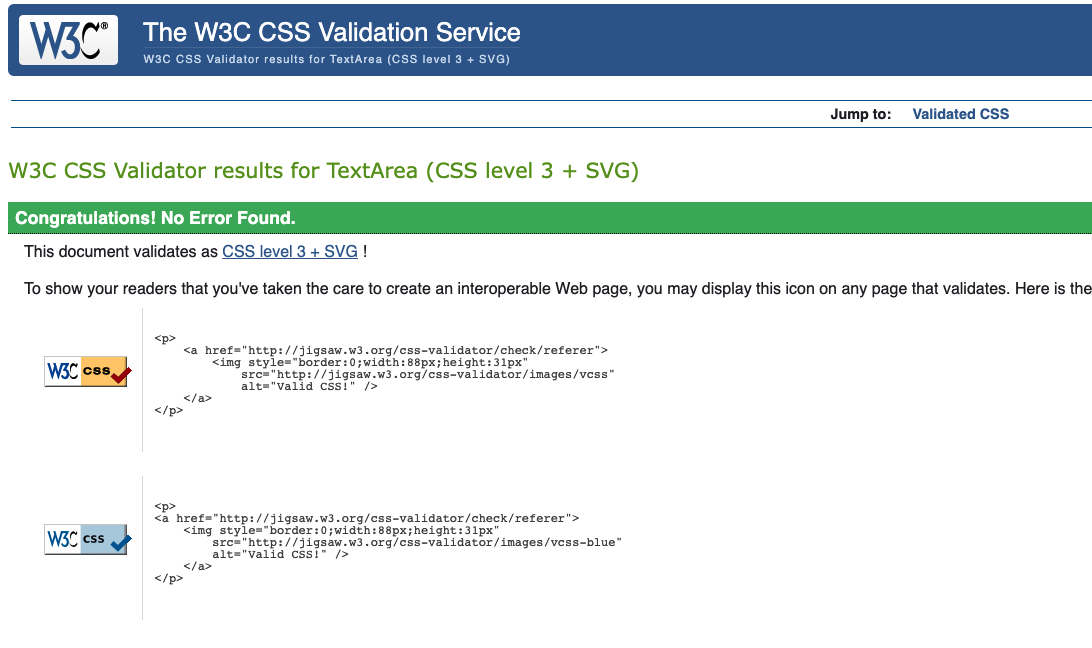 W3C®
The W3C CSS Validation Service
W3C CSS Validator results for TextArea (CSS level 3 + SVG)
Jump to: Validated CSS
W3C CSS Validator results for TextArea (CSS level 3 + SVG)
Congratulations! No Error Found.
This document validates as CSS level 3 + SVG !
To show your readers that you've taken the care to create an interoperable Web page, you may display this icon on any page that validates. Here is the
W3C css
<p>
    <a href="http://jigsaw.w3.org/css-validator/check/referer">
        <img style="border:0;width:88px;height:31px"
            src="http://jigsaw.w3.org/css-validator/images/vcss"
            alt="Valid CSS!" />
    </a>
</p>
W3C css
<p>
<a href="http://jigsaw.w3.org/css-validator/check/referer">
    <img style="border:0;width:88px;height:31px"
        src="http://jigsaw.w3.org/css-validator/images/vcss-blue"
        alt="Valid CSS!" />
    </a>
</p>